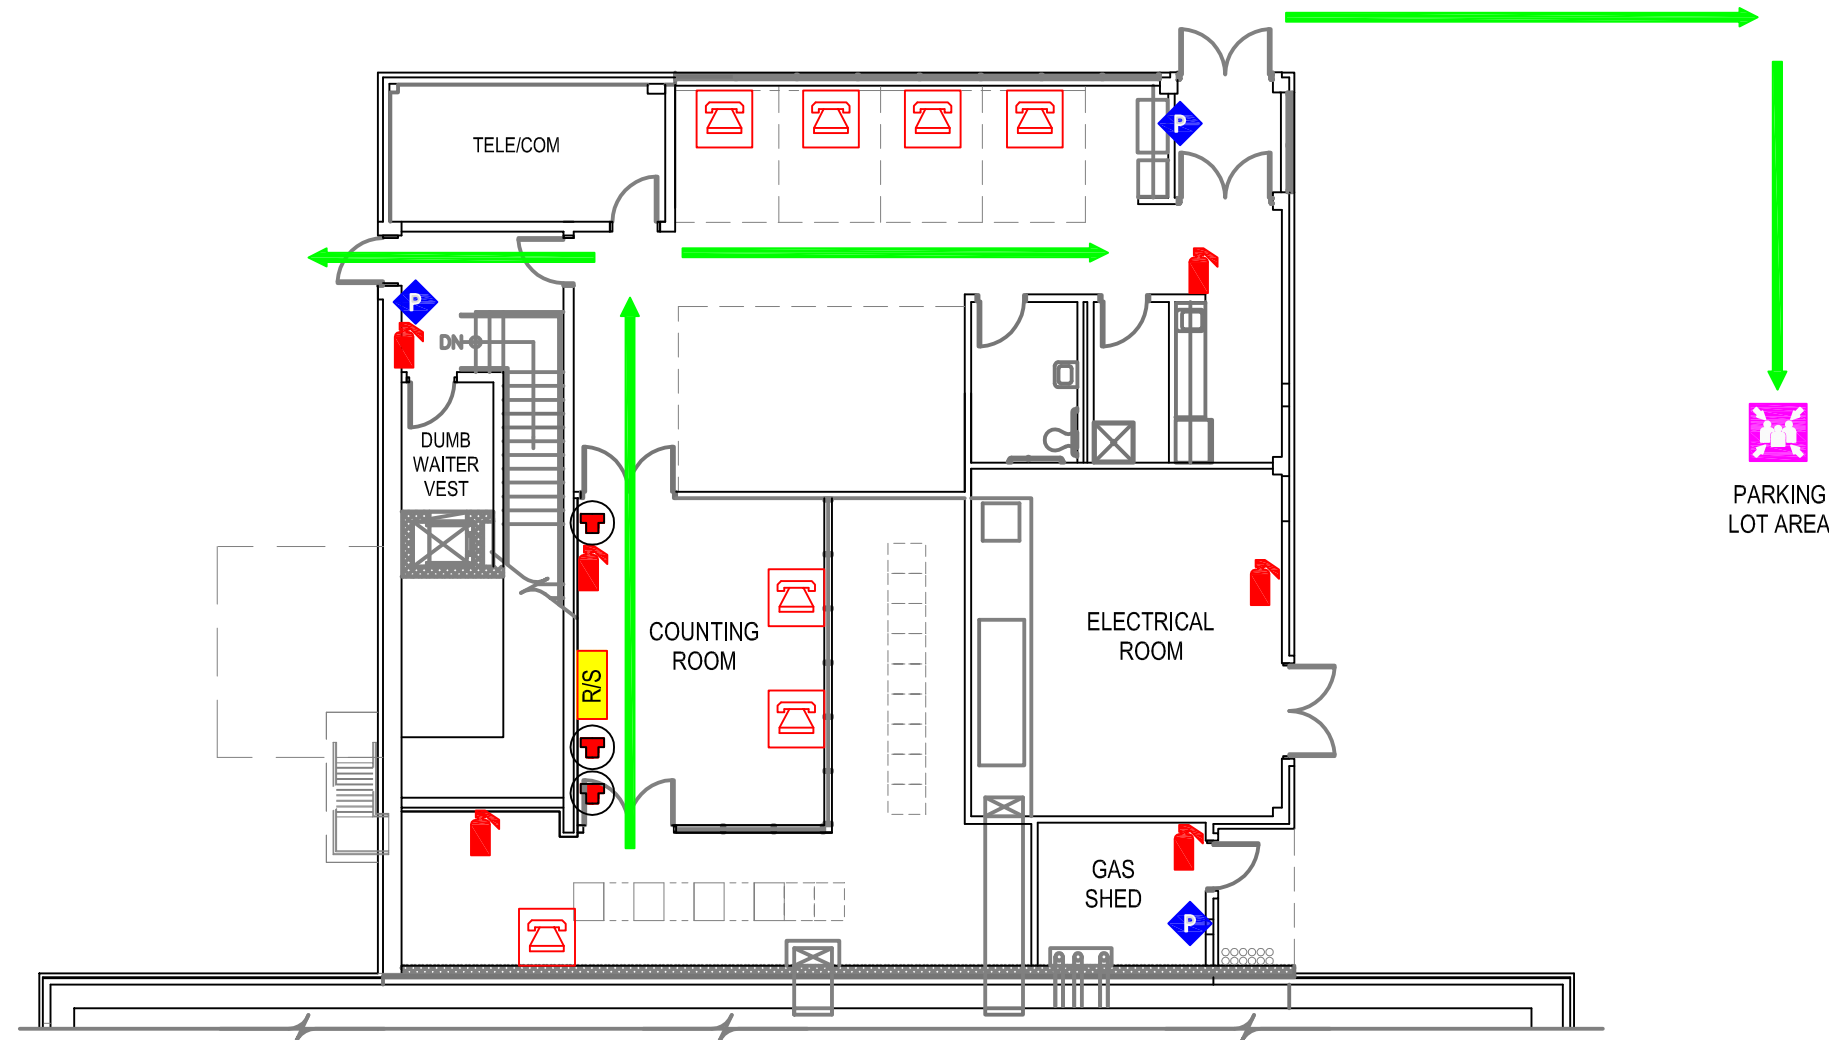 TELE/COM
P
P
DN
DUMB
WAITER
VEST
PARKING
LOT AREA
COUNTING
ROOM
ELECTRICAL
ROOM
R/S
GAS
SHED
P